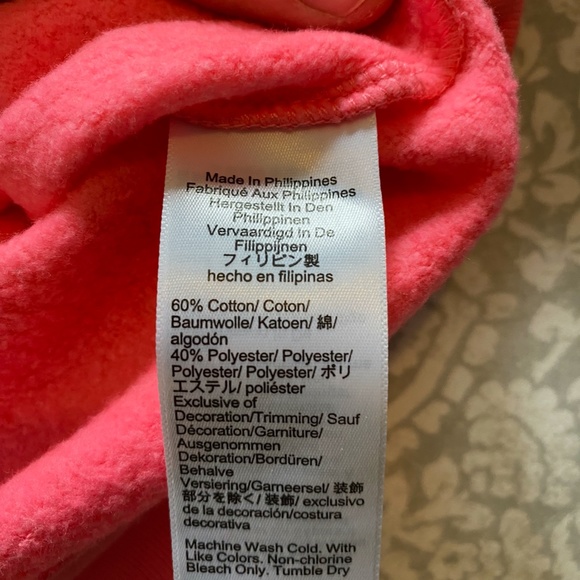 Made In Philippines
Fabriqué Aux Philippines
Hergestellt In Den
Philippinen
Vervaardigd In De
Filippijnen
フィリピン製
hecho en filipinas
60% Cotton/ Coton/
Baumwolle/ Katoen/ 綿/
algodón
40% Polyester/ Polyester/
Polyester/ Polyester/ ポリ
エステル/ poliéster
Exclusive of
Decoration/Trimming/ Sauf
Décoration/Garniture/
Ausgenommen
Dekoration/Bordüren/
Behalve
Versiering/Garneersel/ 装飾
部分を除く/ 装飾/ exclusivo
de la decoración/costura
decorativa
Machine Wash Cold. With
Like Colors. Non-chlorine
Bleach Only. Tumble Dry